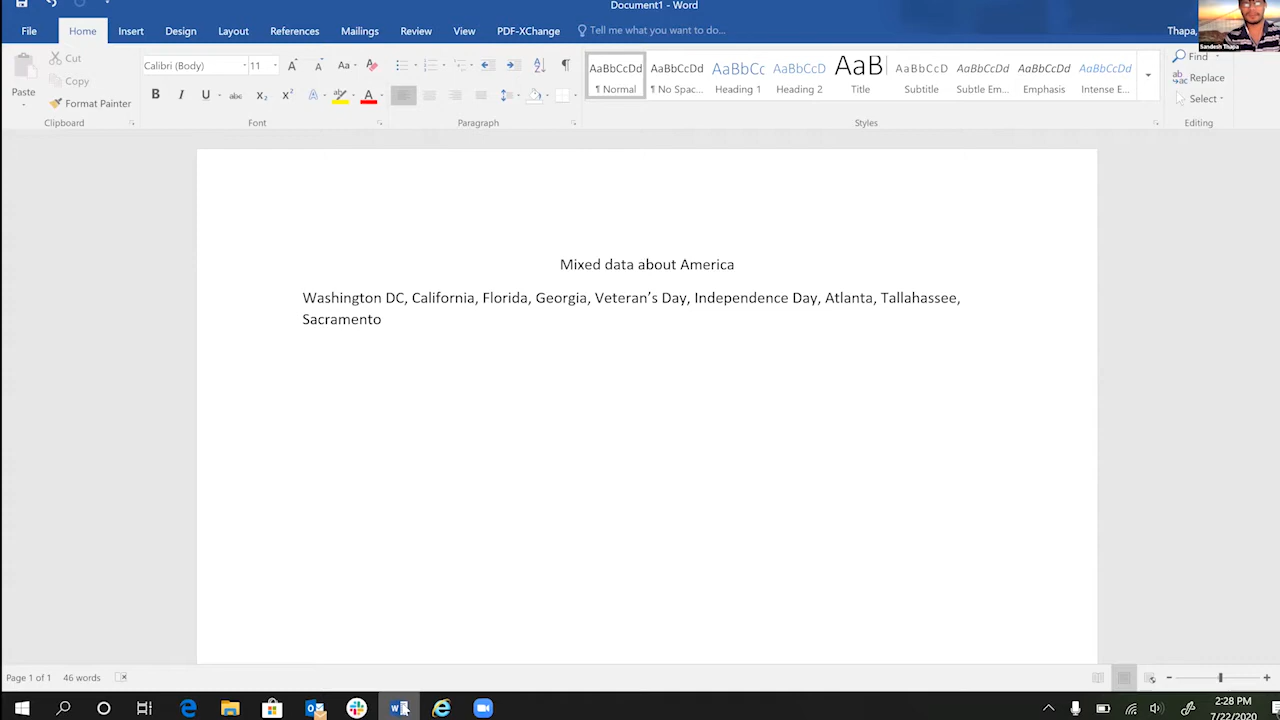 Document1 - Word
File Home Insert Design Layout References Mailings Review View PDF-XChange Tell me what you want to do... Thapa,
Sandesh Thapa
Paste
Cut
Copy
Format Painter
Clipboard
Calibri (Body) 11
Font
Paragraph
AaBbCcDd AaBbCcDd AaBbCc AaBbCcD AaB AaBbCcD AaBbCcDd AaBbCcDd AaBbCcDd
¶ Normal ¶ No Spac... Heading 1 Heading 2 Title Subtitle Subtle Em... Emphasis Intense E...
Styles
Find
Replace
Select
Editing
Mixed data about America
Washington DC, California, Florida, Georgia, Veteran’s Day, Independence Day, Atlanta, Tallahassee,
Sacramento
Page 1 of 1 46 words
2:28 PM
7/22/2020